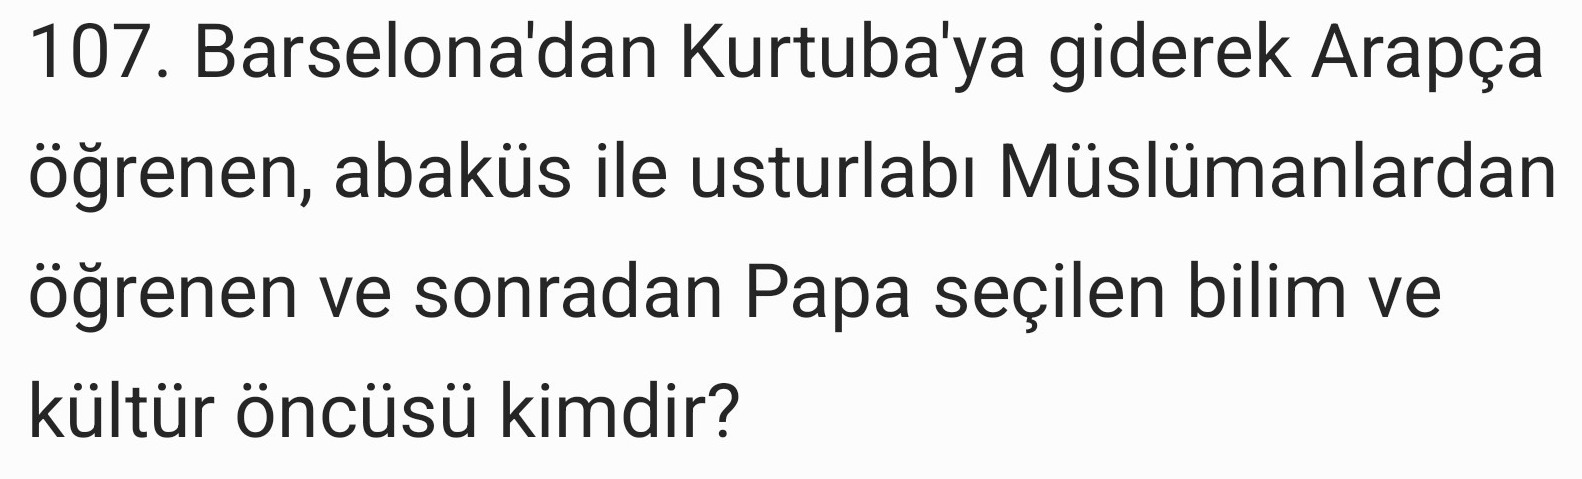 107. Barselona'dan Kurtuba'ya giderek Arapça
öğrenen, abaküs ile usturlabı Müslümanlardan
öğrenen ve sonradan Papa seçilen bilim ve
kültür öncüsü kimdir?